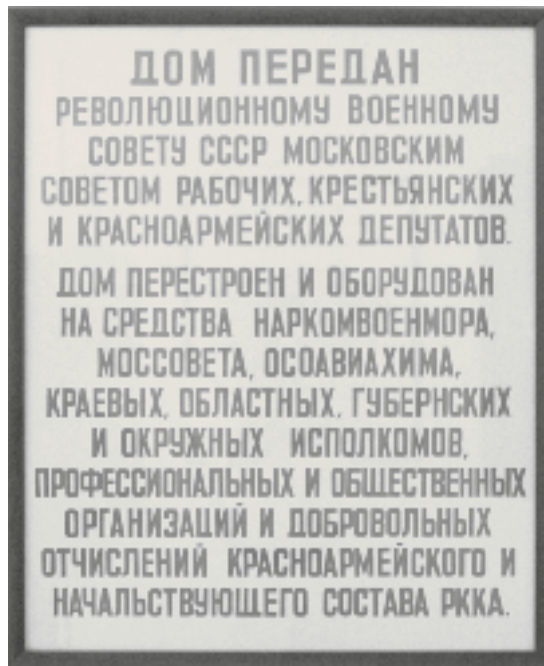 ДОМ ПЕРЕДАН
РЕВОЛЮЦИОННОМУ ВОЕННОМУ
СОВЕТУ СССР МОСКОВСКИМ
СОВЕТОМ РАБОЧИХ, КРЕСТЬЯНСКИХ
И КРАСНОАРМЕЙСКИХ ДЕПУТАТОВ.
ДОМ ПЕРЕСТРОЕН И ОБОРУДОВАН
НА СРЕДСТВА НАРКОМВОЕНМОРА,
МОССОВЕТА, ОСОАВИАХИМА,
КРАЕВЫХ, ОБЛАСТНЫХ, ГУБЕРНСКИХ
И ОКРУЖНЫХ ИСПОЛКОМОВ,
ПРОФЕССИОНАЛЬНЫХ И ОБЩЕСТВЕННЫХ
ОРГАНИЗАЦИЙ И ДОБРОВОЛЬНЫХ
ОТЧИСЛЕНИЙ КРАСНОАРМЕЙСКОГО И
НАЧАЛЬСТВУЮЩЕГО СОСТАВА РККА.